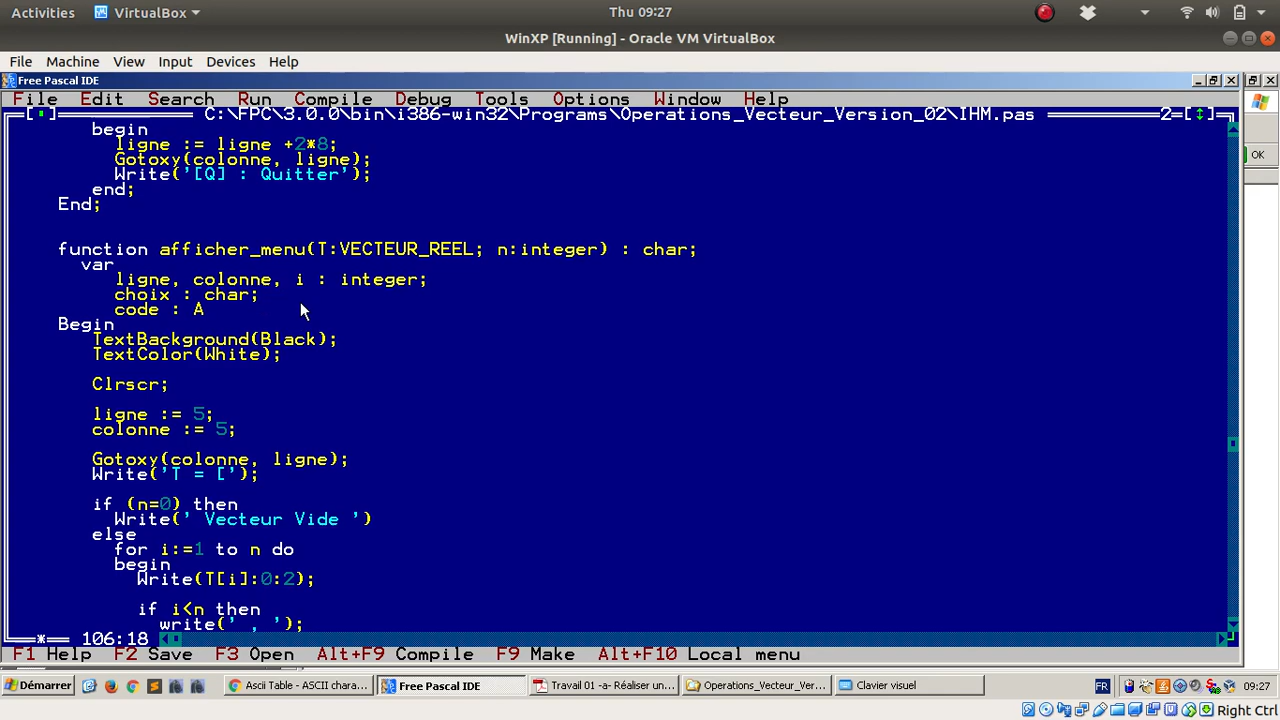 Activities VirtualBox Thu 09:27
WinXP [Running] - Oracle VM VirtualBox
File Machine View Input Devices Help
Free Pascal IDE
File Edit Search Run Compile Debug Tools Options Window Help
C:\FPC\3.0.0\bin\i386-win32\Programs\Operations_Vecteur_Version_02\IHM.pas 2=[↕]
begin
ligne := ligne +2*8;
Gotoxy(colonne, ligne);
Write('[Q] : Quitter');
end;
End;
function afficher_menu(T:VECTEUR_REEL; n:integer) : char;
var
ligne, colonne, i : integer;
choix : char;
code : A
Begin
TextBackground(Black);
TextColor(White);
Clrscr;
ligne := 5;
colonne := 5;
Gotoxy(colonne, ligne);
Write('T = [');
if (n=0) then
Write(' Vecteur Vide ')
else
for i:=1 to n do
begin
Write(T[i]:0:2);
if i<n then
write(' , ');
106:18
F1 Help F2 Save F3 Open Alt+F9 Compile F9 Make Alt+F10 Local menu
OK
Démarrer Ascii Table - ASCII chara... Free Pascal IDE Travail 01 -a- Réaliser un... Operations_Vecteur_Ver... Clavier visuel FR 09:27
Right Ctrl